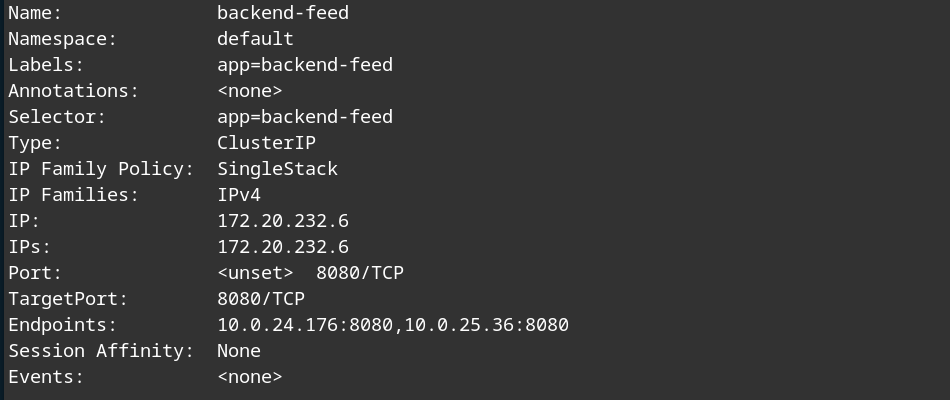 Name:              backend-feed
Namespace:         default
Labels:            app=backend-feed
Annotations:       <none>
Selector:          app=backend-feed
Type:              ClusterIP
IP Family Policy:  SingleStack
IP Families:       IPv4
IP:                172.20.232.6
IPs:               172.20.232.6
Port:              <unset>  8080/TCP
TargetPort:        8080/TCP
Endpoints:         10.0.24.176:8080,10.0.25.36:8080
Session Affinity:  None
Events:            <none>